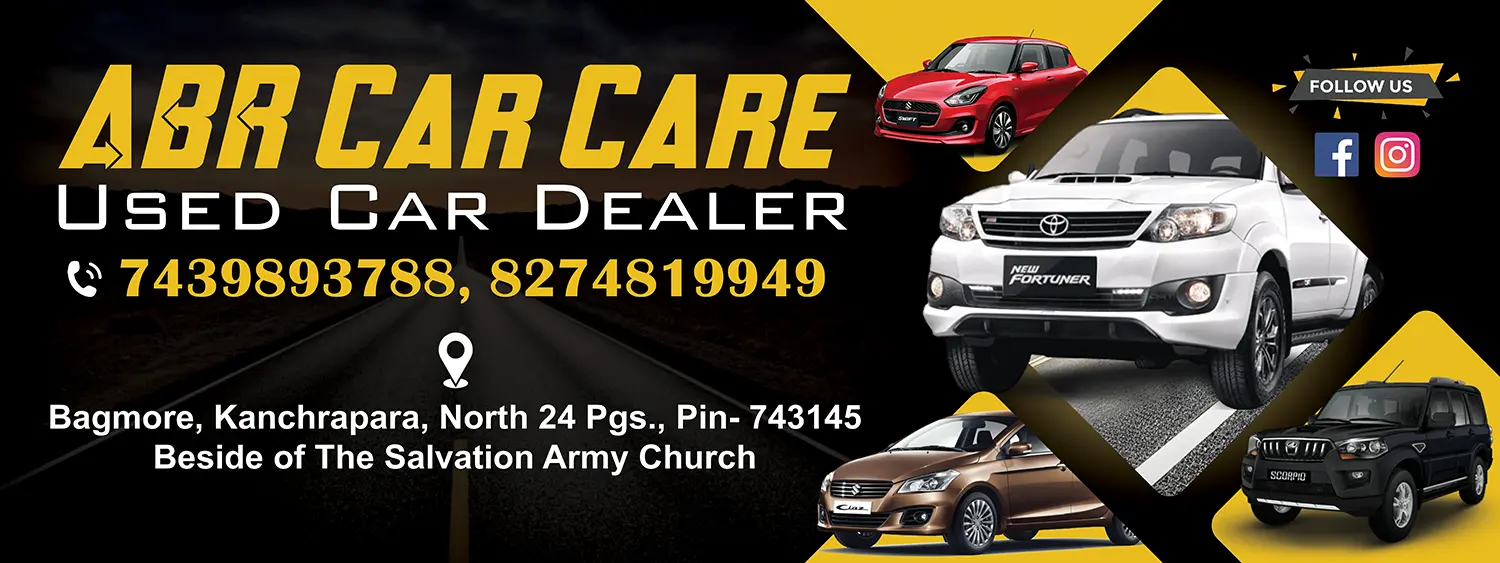 ABR CAR CARE
USED CAR DEALER
7439893788, 8274819949
Bagmore, Kanchrapara, North 24 Pgs., Pin- 743145
Beside of The Salvation Army Church
SWIFT
NEW
FORTUNER
Ciaz
SCORPIO
FOLLOW US